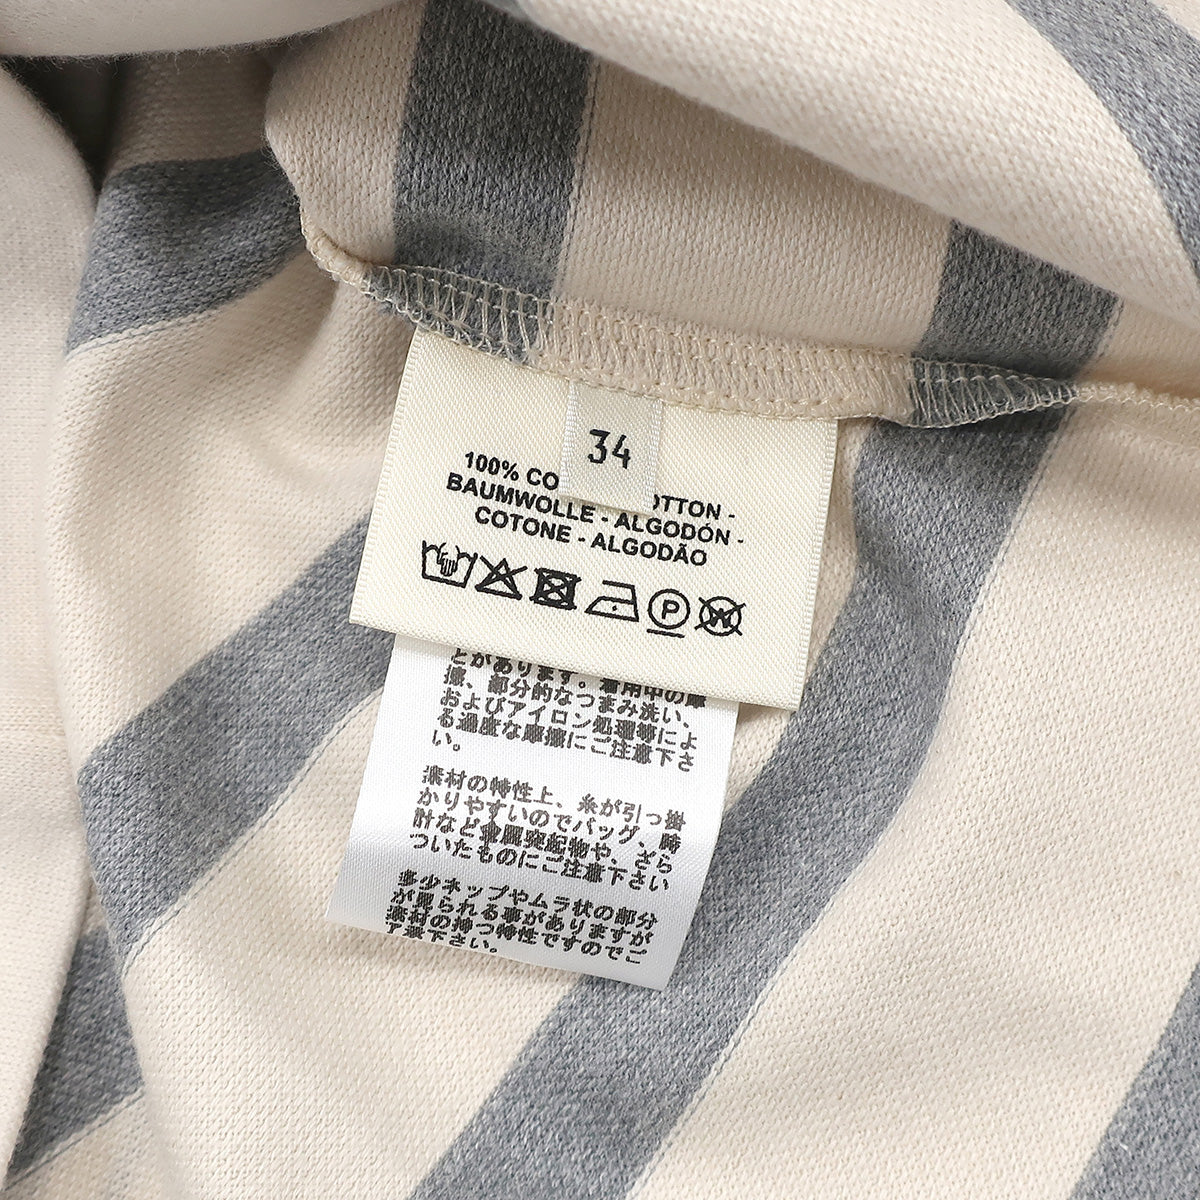 34
100% CO OTTON -
BAUMWOLLE - ALGODÓN -
COTONE - ALGODÃO
P
W
とがあります。着用中の摩
擦、部分的なつまみ洗い、
およびアイロン処理等によ
る過度な摩擦にご注意下さ
い。
素材の特性上、糸が引っ掛
かりやすいのでバッグ、時
計など金属突起物や、ざら
ついたものにご注意下さい
多少ネップやムラ状の部分
が見られる事がありますが
素材の持つ特性ですのでご
了承下さい。